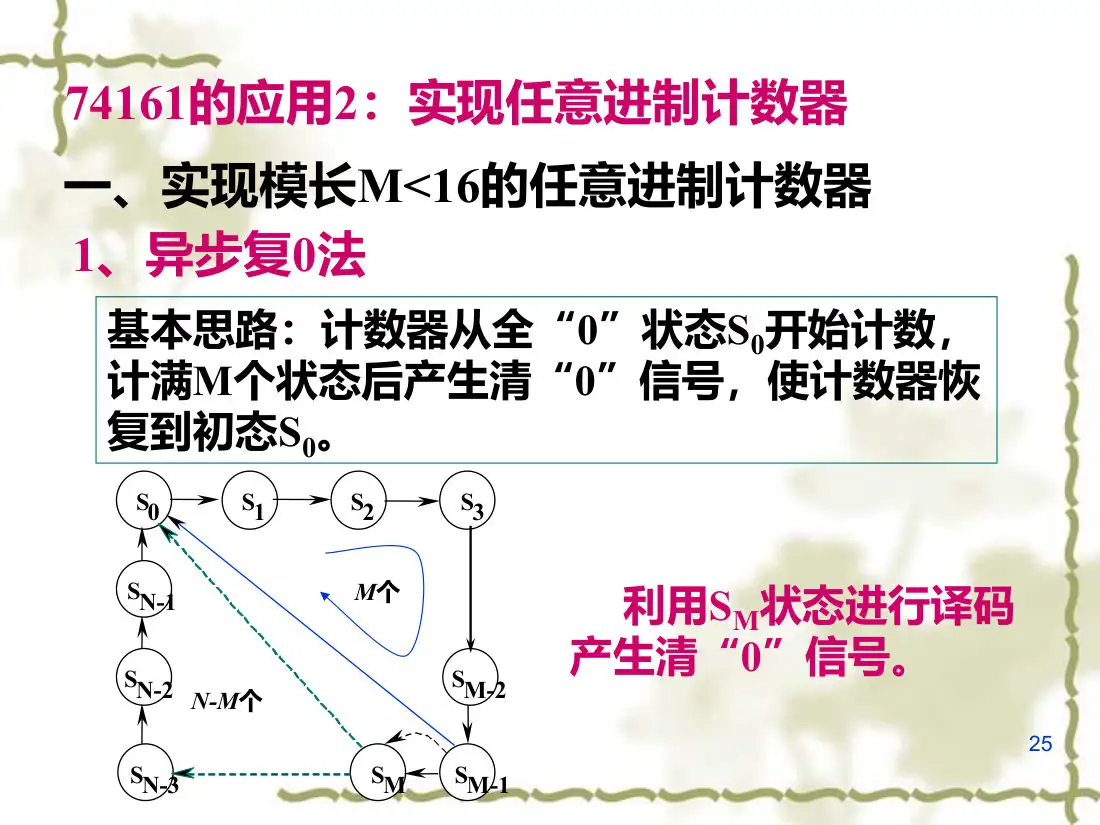 74161的应用2：实现任意进制计数器
一、实现模长M<16的任意进制计数器
1、异步复0法
基本思路：计数器从全“0”状态S0开始计数，
计满M个状态后产生清“0”信号，使计数器恢
复到初态S0。
S0
S1
S2
S3
M个
SN-1
利用SM状态进行译码
产生清“0”信号。
SN-2
N-M个
SM-2
SN-3
SM
SM-1
25